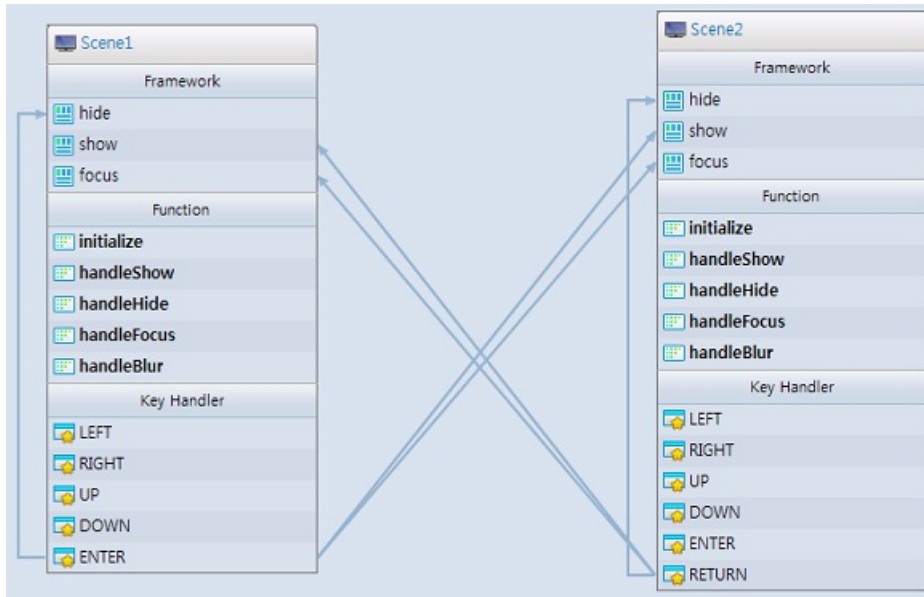 Scene1
Framework
hide
show
focus
Function
initialize
handleShow
handleHide
handleFocus
handleBlur
Key Handler
LEFT
RIGHT
UP
DOWN
ENTER
Scene2
Framework
hide
show
focus
Function
initialize
handleShow
handleHide
handleFocus
handleBlur
Key Handler
LEFT
RIGHT
UP
DOWN
ENTER
RETURN